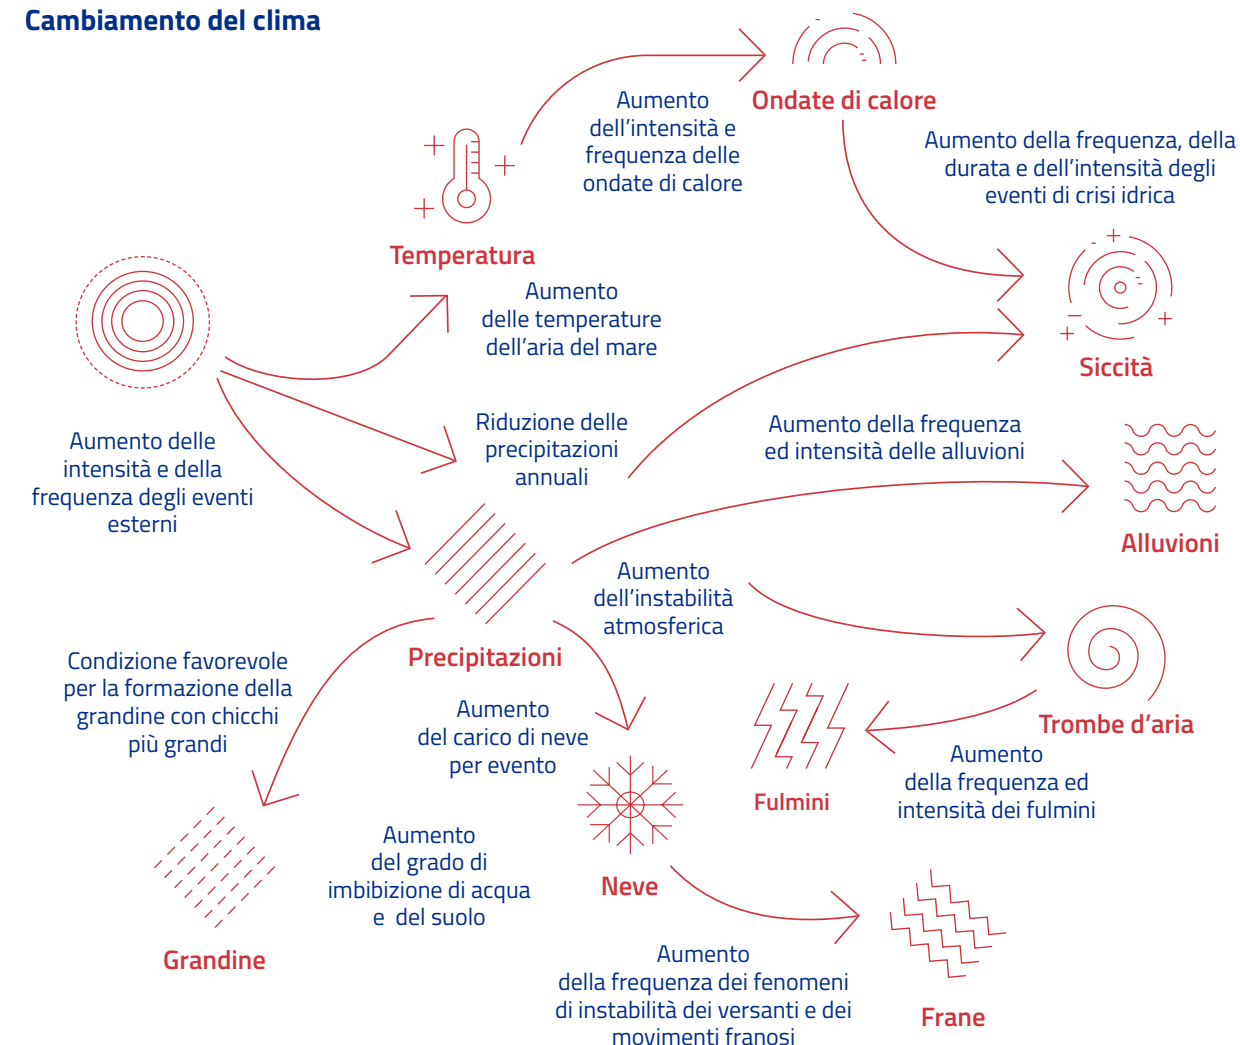 Cambiamento del clima
Ondate di calore
Aumento
dell'intensità e
frequenza delle
ondate di calore
Aumento della frequenza, della
durata e dell'intensità degli
eventi di crisi idrica
Temperatura
Aumento
delle temperature
dell'aria del mare
Siccità
Aumento delle
intensità e della
frequenza degli eventi
esterni
Riduzione delle
precipitazioni
annuali
Aumento della frequenza
ed intensità delle alluvioni
Alluvioni
Aumento
dell'instabilità
atmosferica
Precipitazioni
Condizione favorevole
per la formazione della
grandine con chicchi
più grandi
Aumento
del carico di neve
per evento
Trombe d'aria
Aumento
della frequenza ed
intensità dei fulmini
Fulmini
Aumento
del grado di
imbibizione di acqua
e del suolo
Neve
Grandine
Aumento
della frequenza dei fenomeni
di instabilità dei versanti e dei
movimenti franosi
Frane